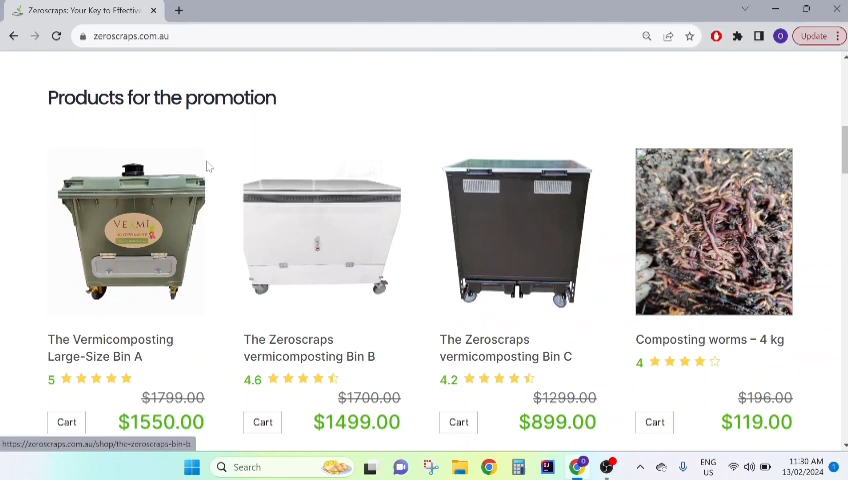 Zeroscraps: Your Key to Effectiv
zeroscraps.com.au
Update
Products for the promotion
VERMI
The Vermicomposting
Large-Size Bin A
5
$1799.00
Cart
$1550.00
The Zeroscraps
vermicomposting Bin B
4.6
$1700.00
Cart
$1499.00
The Zeroscraps
vermicomposting Bin C
4.2
$1299.00
Cart
$899.00
Composting worms – 4 kg
4
$196.00
Cart
$119.00
https://zeroscraps.com.au/shop/the-zeroscraps-bin-b
Search
ENG
US
11:30 AM
13/02/2024